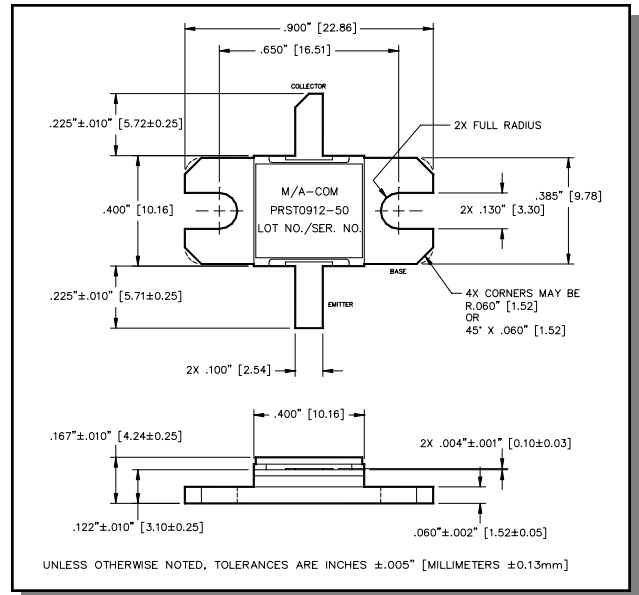 .900" [22.86]
.650" [16.51]
COLLECTOR
.225"±.010" [5.72±0.25]
2X FULL RADIUS
M/A-COM
PRST0912-50
LOT NO./SER. NO.
.400" [10.16]
2X .130" [3.30]
.385" [9.78]
BASE
.225"±.010" [5.71±0.25]
EMITTER
4X CORNERS MAY BE
R.060" [1.52]
OR
45° X .060" [1.52]
2X .100" [2.54]
.400" [10.16]
.167"±.010" [4.24±0.25]
2X .004"±.001" [0.10±0.03]
.122"±.010" [3.10±0.25]
.060"±.002" [1.52±0.05]
UNLESS OTHERWISE NOTED, TOLERANCES ARE INCHES ±.005" [MILLIMETERS ±0.13mm]